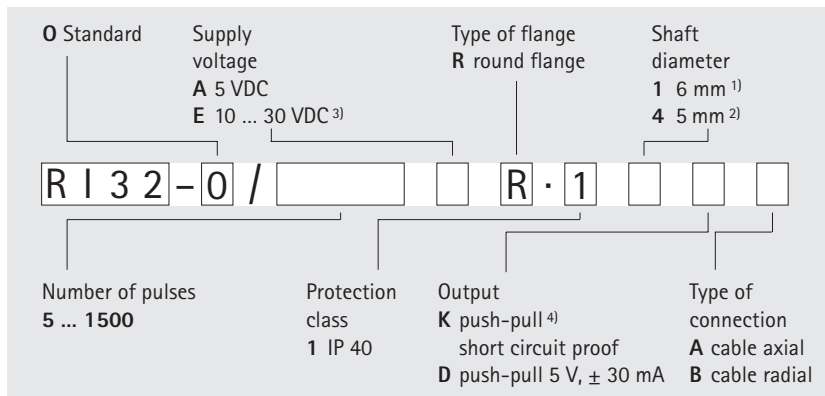 O Standard
Supply
voltage
A 5 VDC
E 10 ... 30 VDC 3)
Type of flange
R round flange
Shaft
diameter
1 6 mm 1)
4 5 mm 2)
R I 3 2 – 0 / R · 1
Number of pulses
5 ... 1500
Protection
class
1 IP 40
Output
K push-pull 4)
short circuit proof
D push-pull 5 V, ± 30 mA
Type of
connection
A cable axial
B cable radial